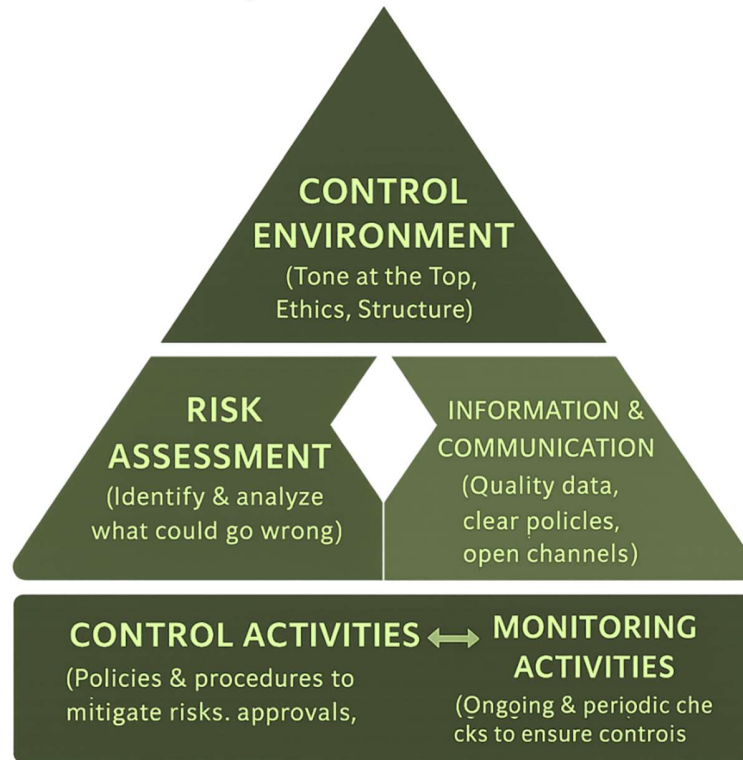 CONTROL
ENVIRONMENT
(Tone at the Top,
Ethics, Structure)
RISK
ASSESSMENT
(Identify & analyze
what could go wrong)
INFORMATION &
COMMUNICATION
(Quality data,
clear policies,
open channels)
CONTROL ACTIVITIES
(Policies & procedures to
mitigate risks. approvals,
MONITORING
ACTIVITIES
(Ongoing & periodic che
cks to ensure controis